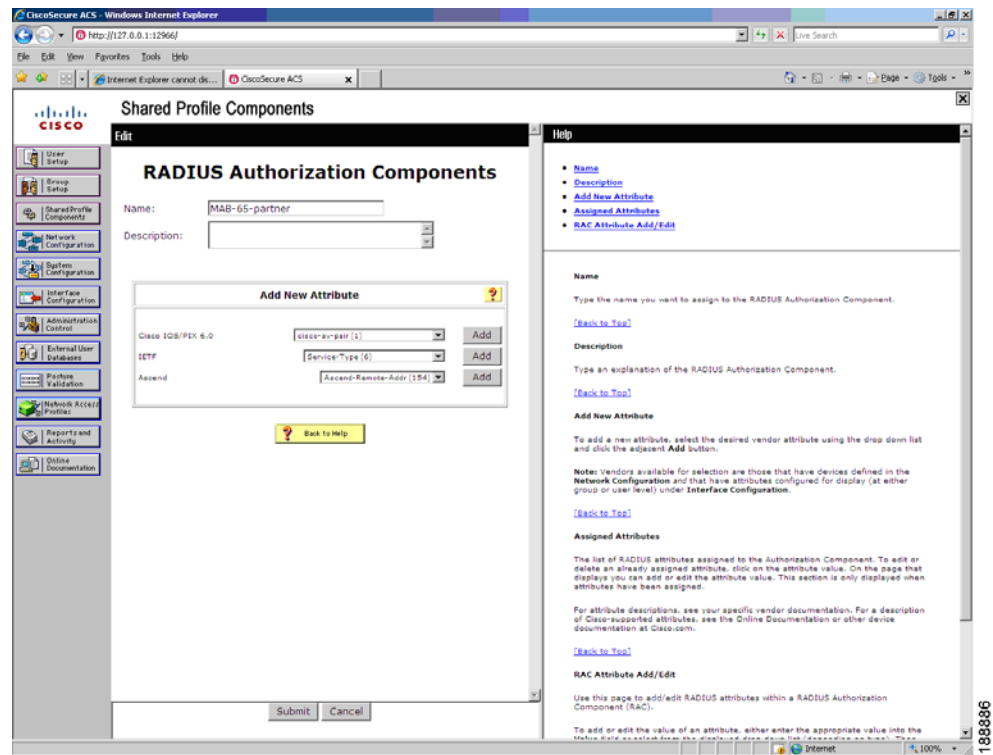 CiscoSecure ACS - Windows Internet Explorer
http://127.0.0.1:12966/
Live Search
File Edit View Favorites Tools Help
Internet Explorer cannot dis...
CiscoSecure ACS
x
Page
Tools
CISCO
Shared Profile Components
User Setup
Group Setup
Shared Profile Components
Network Configuration
System Configuration
Interface Configuration
Administration Control
External User Databases
Posture Validation
Network Access Profiles
Reports and Activity
Online Documentation
Edit
RADIUS Authorization Components
Name: MAB-65-partner
Description:
Add New Attribute
?
Cisco IOS/PIX 6.0 cisco-av-pair [1] Add
IETF Service-Type [6] Add
Ascend Ascend-Remote-Addr [154] Add
? Back to Help
Submit Cancel
Help
• Name
• Description
• Add New Attribute
• Assigned Attributes
• RAC Attribute Add/Edit
Name
Type the name you want to assign to the RADIUS Authorization Component.
[Back to Top]
Description
Type an explanation of the RADIUS Authorization Component.
[Back to Top]
Add New Attribute
To add a new attribute, select the desired vendor attribute using the drop down list
and click the adjacent Add button.
Note: Vendors available for selection are those that have devices defined in the
Network Configuration and that have attributes configured for display (at either
group or user level) under Interface Configuration.
[Back to Top]
Assigned Attributes
The list of RADIUS attributes assigned to the Authorization Component. To edit or
delete an already assigned attribute, click on the attribute value. On the page that
displays you can add or edit the attribute value. This section is only displayed when
attributes have been assigned.
For attribute descriptions, see your specific vendor documentation. For a description
of Cisco-supported attributes, see the Online Documentation or other device
documentation at Cisco.com.
[Back to Top]
RAC Attribute Add/Edit
Use this page to add/edit RADIUS attributes within a RADIUS Authorization
Component (RAC).
To add or edit the value of an attribute, either enter the appropriate value into the
Internet
100%
188886